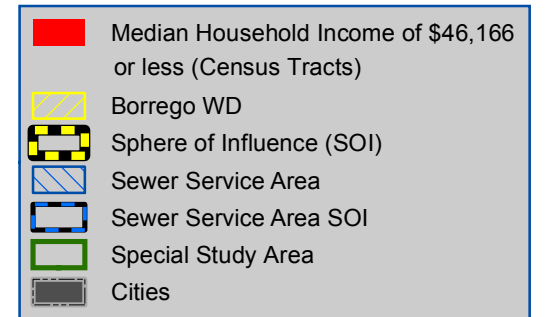 Median Household Income of $46,166
or less (Census Tracts)
Borrego WD
Sphere of Influence (SOI)
Sewer Service Area
Sewer Service Area SOI
Special Study Area
Cities